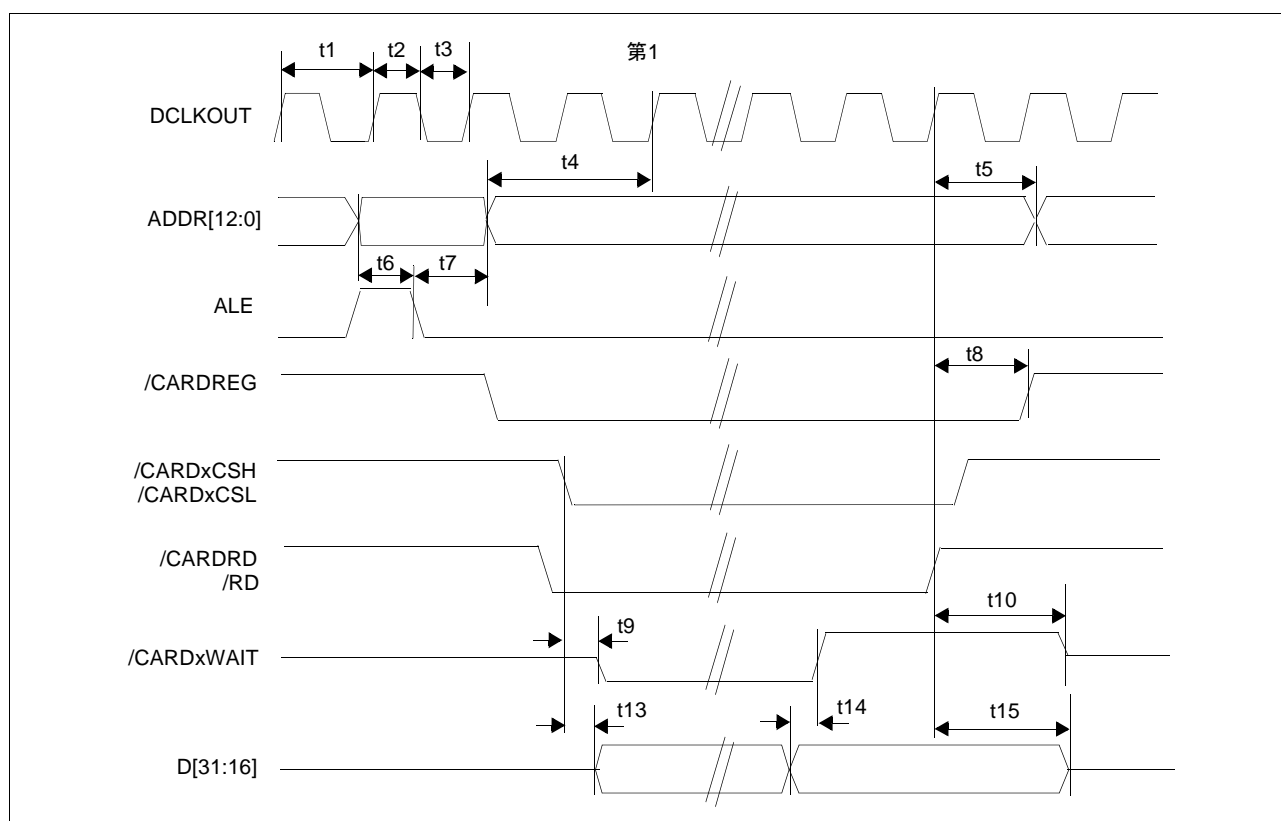 t1
t2
t3
第1
DCLKOUT
t4
t5
ADDR[12:0]
t6
t7
ALE
t8
/CARDREG
/CARDxCSH
/CARDxCSL
/CARDRD
/RD
t10
t9
/CARDxWAIT
t13
t14
t15
D[31:16]